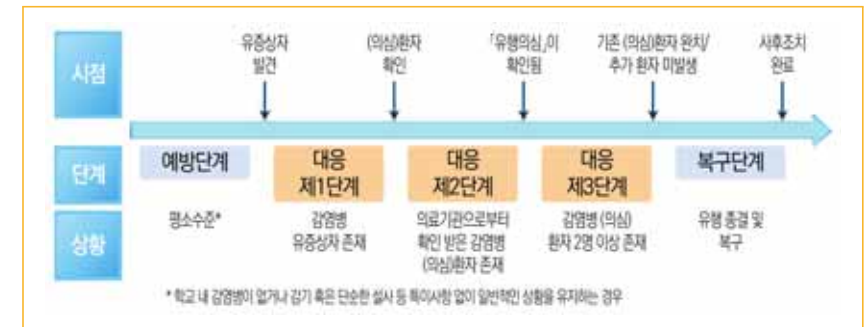 시점
유증상자
발견
(의심)환자
확인
「유행의심」이
확인됨
기존 (의심)환자 완치/
추가 환자 미발생
사후조치
완료
단계
예방단계
대응
제1단계
대응
제2단계
대응
제3단계
복구단계
상황
평소수준*
감염병
유증상자 존재
의료기관으로부터
확인 받은 감염병
(의심)환자 존재
감염병 (의심)
환자 2명 이상 존재
유행 종결 및
복구
* 학교 내 감염병이 없거나 감기 혹은 단순한 설사 등 특이사항 없이 일반적인 상황을 유지하는 경우